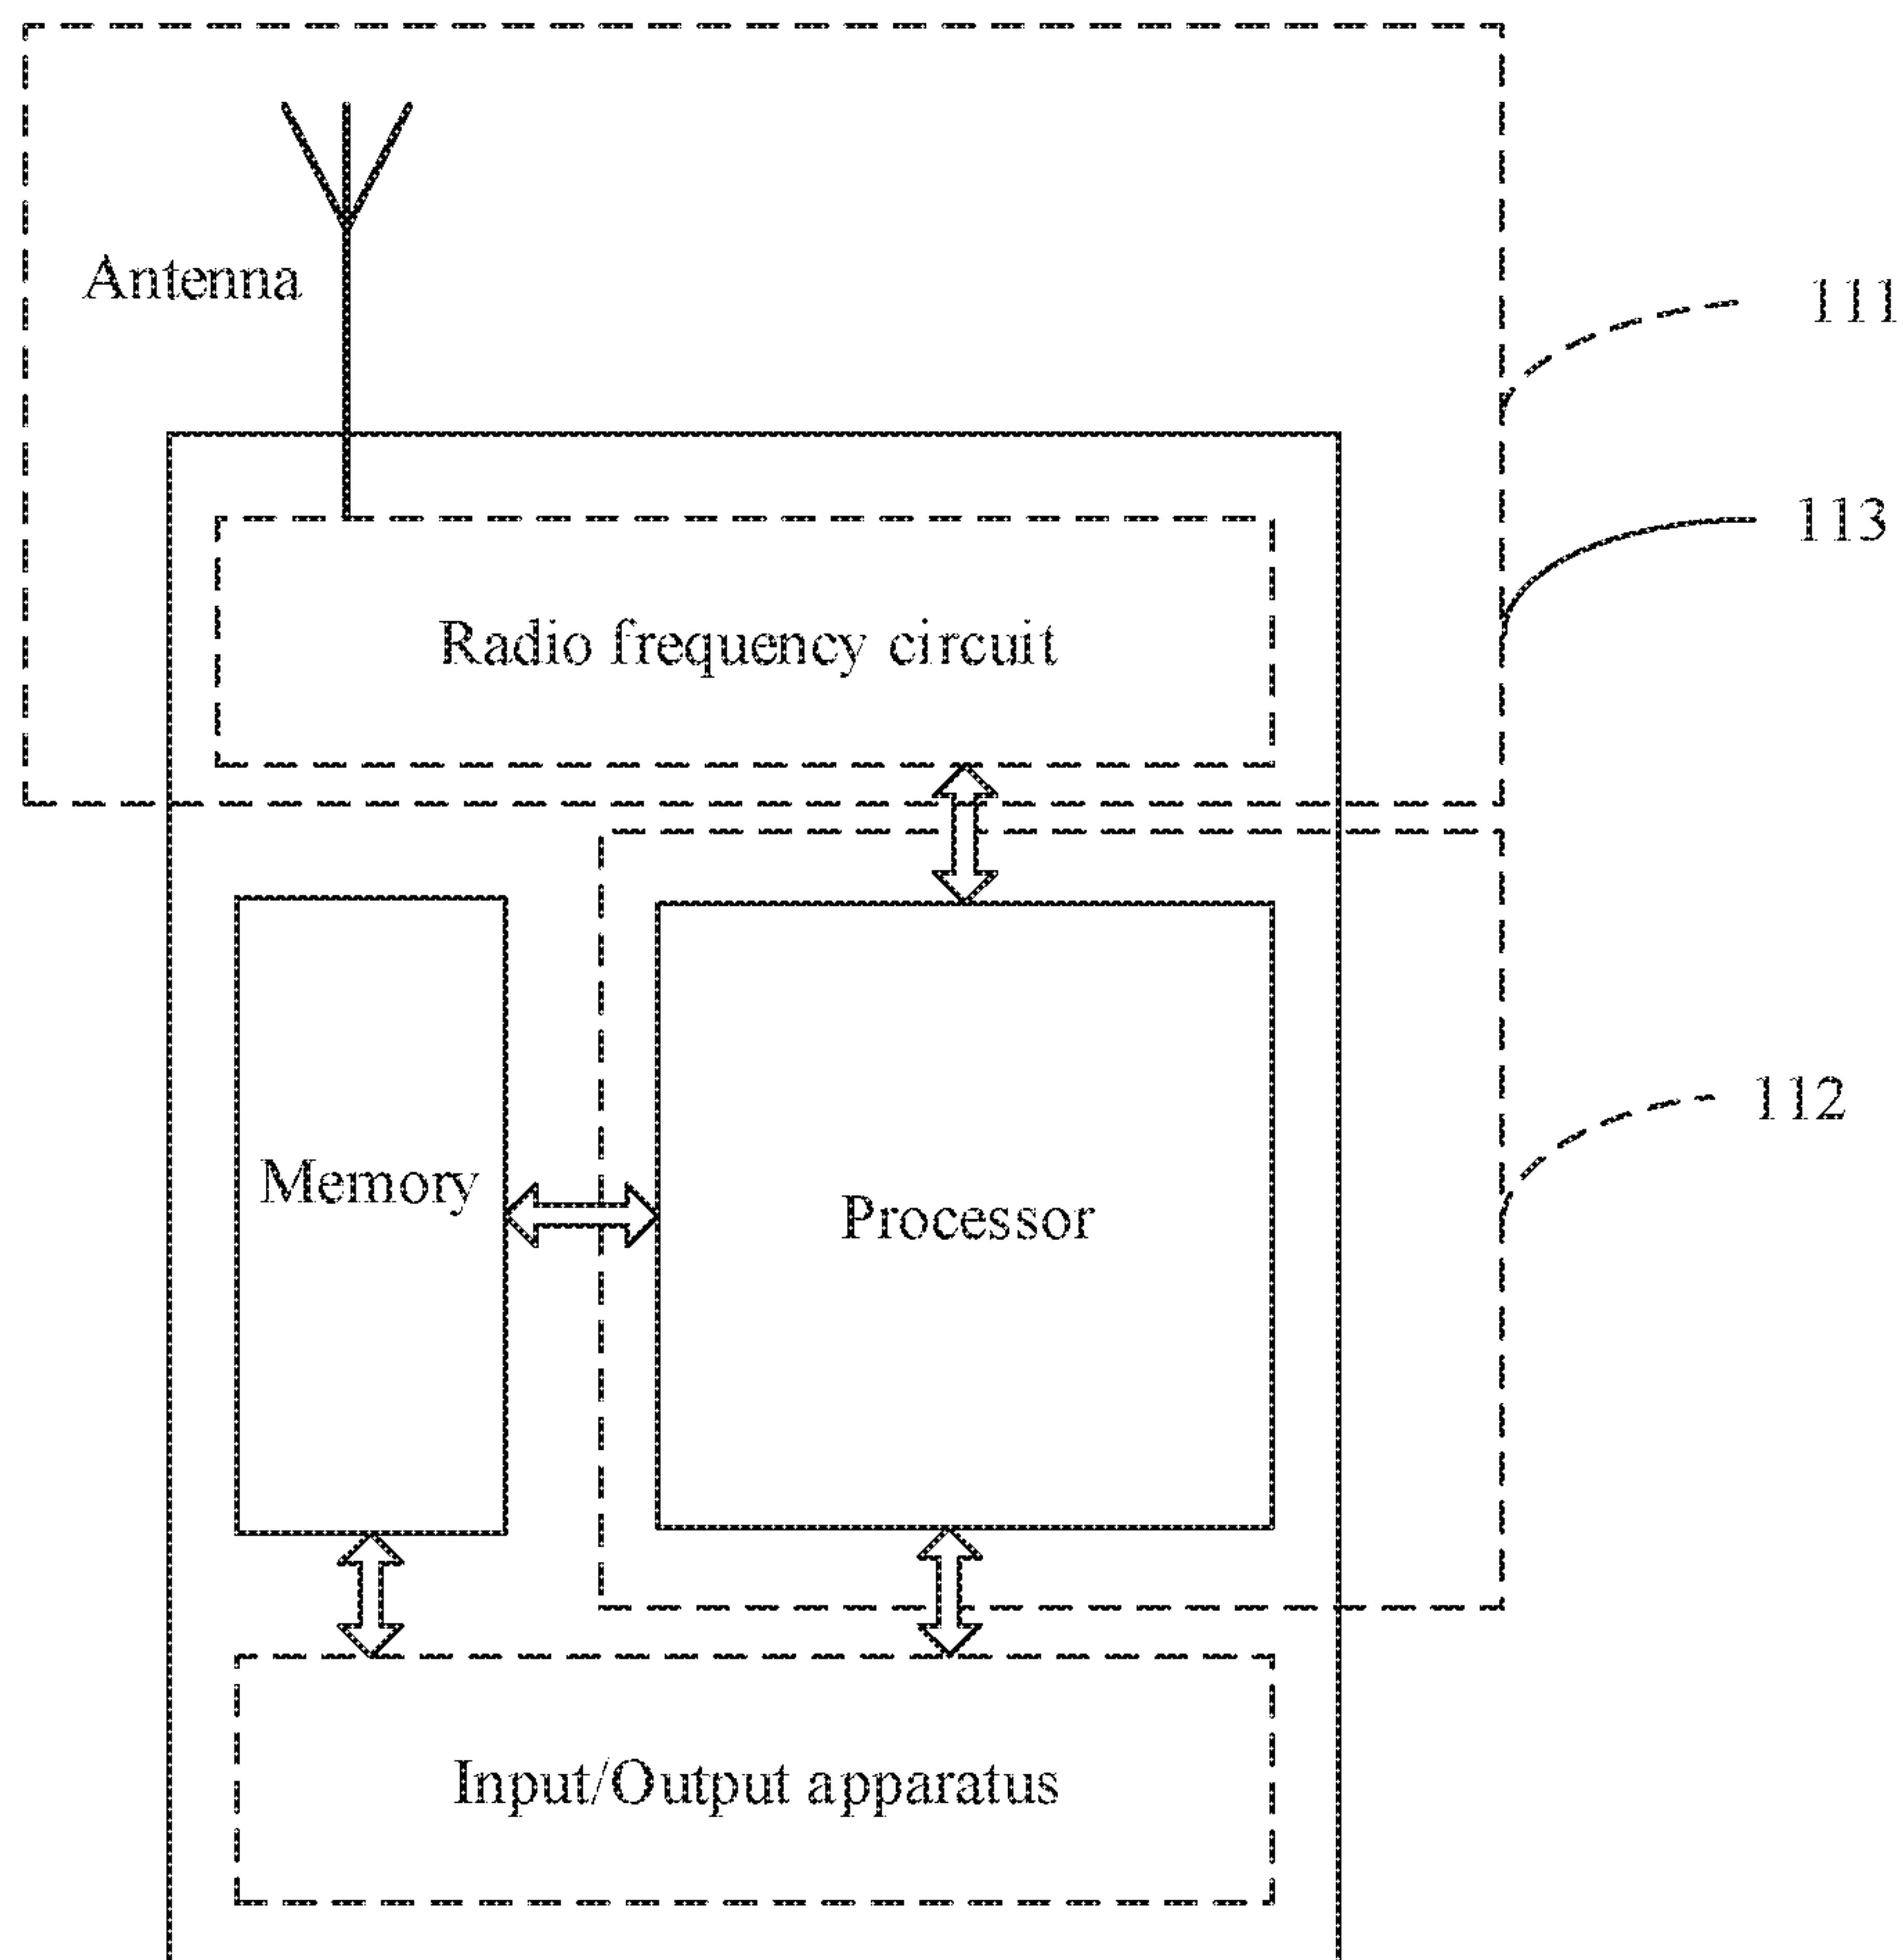 Antenna
111
113
Radio frequency circuit
112
Memory
Processor
Input/Output apparatus